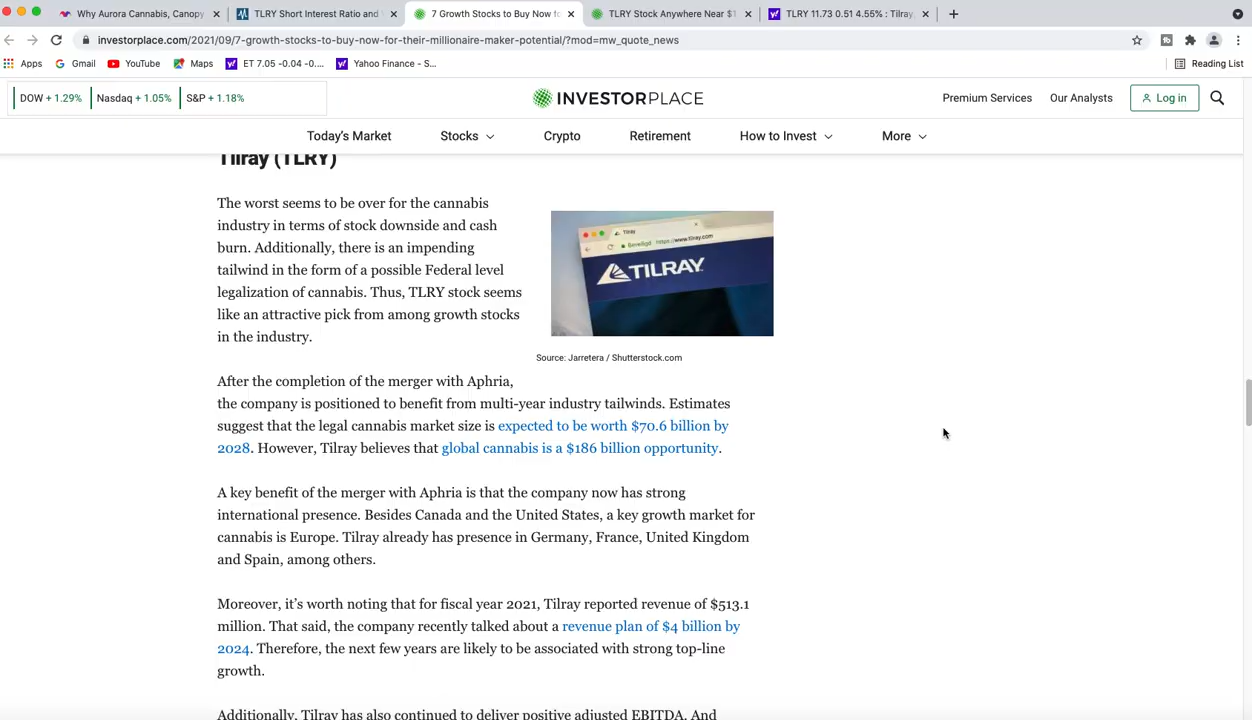 Why Aurora Cannabis, Canopy
TLRY Short Interest Ratio and
7 Growth Stocks to Buy Now fo
TLRY Stock Anywhere Near $1
TLRY 11.73 0.51 4.55% : Tilray
investorplace.com/2021/09/7-growth-stocks-to-buy-now-for-their-millionaire-maker-potential/?mod=mw_quote_news
Apps Gmail YouTube Maps ET 7.05 -0.04 -0.... Yahoo Finance - S... Reading List
DOW + 1.29% Nasdaq + 1.05% S&P + 1.18%
INVESTORPLACE
Premium Services Our Analysts Log in
Today's Market Stocks Crypto Retirement How to Invest More
Tilray (TLRY)
The worst seems to be over for the cannabis
industry in terms of stock downside and cash
burn. Additionally, there is an impending
tailwind in the form of a possible Federal level
legalization of cannabis. Thus, TLRY stock seems
like an attractive pick from among growth stocks
in the industry.
Tilray
https://www.tilray.com
TILRAY
Source: Jarretera / Shutterstock.com
After the completion of the merger with Aphria,
the company is positioned to benefit from multi-year industry tailwinds. Estimates
suggest that the legal cannabis market size is expected to be worth $70.6 billion by
2028. However, Tilray believes that global cannabis is a $186 billion opportunity.
A key benefit of the merger with Aphria is that the company now has strong
international presence. Besides Canada and the United States, a key growth market for
cannabis is Europe. Tilray already has presence in Germany, France, United Kingdom
and Spain, among others.
Moreover, it's worth noting that for fiscal year 2021, Tilray reported revenue of $513.1
million. That said, the company recently talked about a revenue plan of $4 billion by
2024. Therefore, the next few years are likely to be associated with strong top-line
growth.
Additionally, Tilray has also continued to deliver positive adjusted EBITDA. And